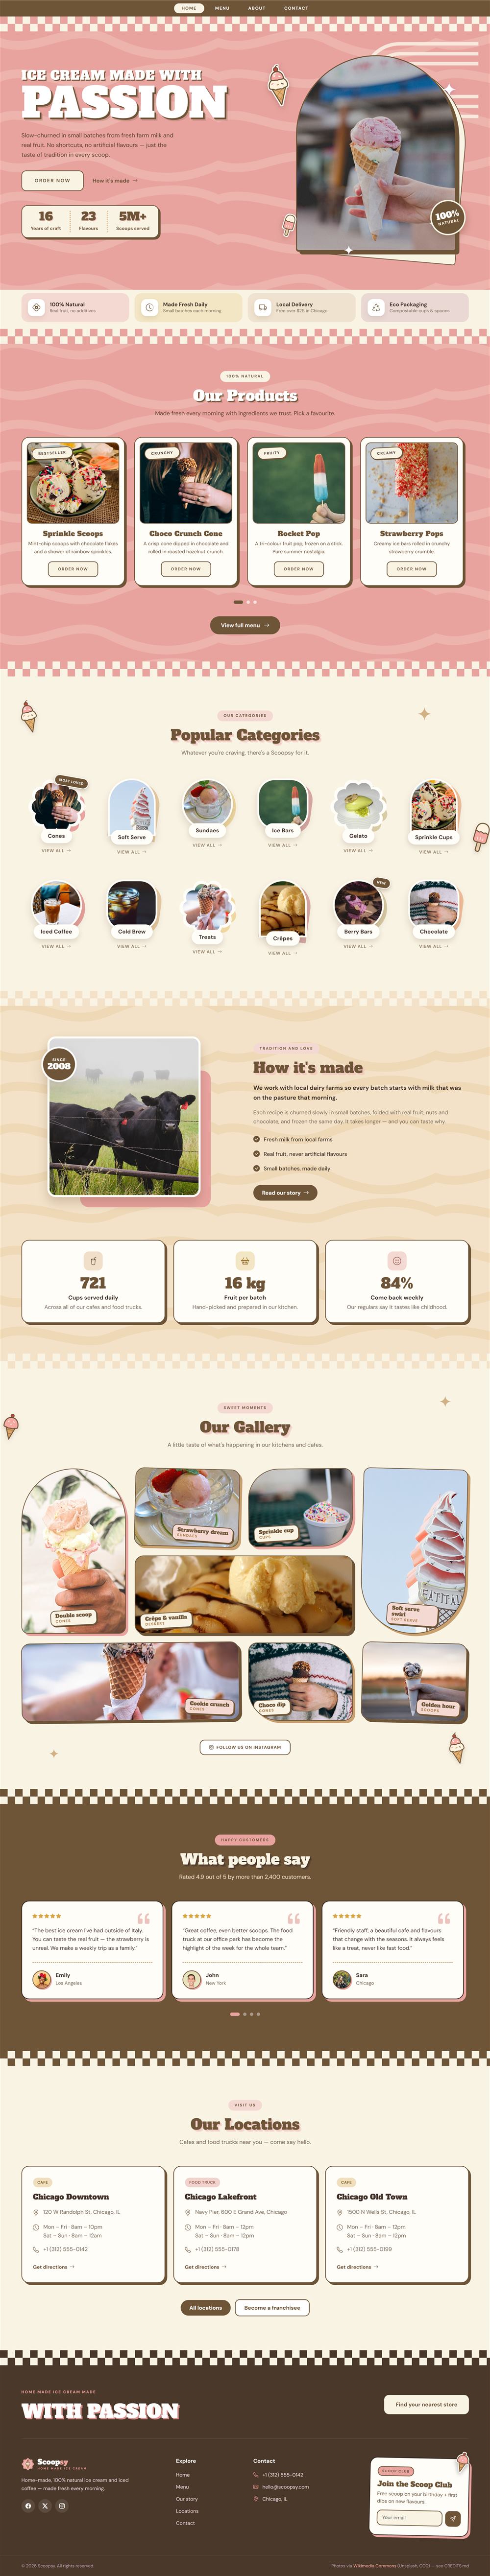 HOME MENU ABOUT CONTACT
ICE CREAM MADE WITH
PASSION
Slow-churned in small batches from fresh farm milk and
real fruit. No shortcuts, no artificial flavours — just the
taste of tradition in every scoop.
ORDER NOW How it's made →
16 23 5M+
Years of craft Flavours Scoops served
100%
NATURAL
100% Natural
Real fruit, no additives
Made Fresh Daily
Small batches each morning
Local Delivery
Free over $25 in Chicago
Eco Packaging
Compostable cups & spoons
100% NATURAL
Our Products
Made fresh every morning with ingredients we trust. Pick a favourite.
BESTSELLER
Sprinkle Scoops
Mint-chip scoops with chocolate flakes
and a shower of rainbow sprinkles.
ORDER NOW
CRUNCHY
Choco Crunch Cone
A crisp cone dipped in chocolate and
rolled in roasted hazelnut crunch.
ORDER NOW
FRUITY
Rocket Pop
A tri-colour fruit pop, frozen on a stick.
Pure summer nostalgia.
ORDER NOW
CREAMY
Strawberry Pops
Creamy ice bars rolled in crunchy
strawberry crumble.
ORDER NOW
View full menu →
OUR CATEGORIES
Popular Categories
Whatever you're craving, there's a Scoopsy for it.
MOST LOVED
Cones
VIEW ALL →
Soft Serve
VIEW ALL →
Sundaes
VIEW ALL →
Ice Bars
VIEW ALL →
Gelato
VIEW ALL →
Sprinkle Cups
VIEW ALL →
Iced Coffee
VIEW ALL →
Cold Brew
VIEW ALL →
Treats
VIEW ALL →
Crêpes
VIEW ALL →
NEW
Berry Bars
VIEW ALL →
Chocolate
VIEW ALL →
SINCE
2008
TRADITION AND LOVE
How it's made
We work with local dairy farms so every batch starts with milk that was
on the pasture that morning.
Each recipe is churned slowly in small batches, folded with real fruit, nuts and
chocolate, and frozen the same day. It takes longer — and you can taste why.
Fresh milk from local farms
Real fruit, never artificial flavours
Small batches, made daily
Read our story →
721
Cups served daily
Across all of our cafes and food trucks.
16 kg
Fruit per batch
Hand-picked and prepared in our kitchen.
84%
Come back weekly
Our regulars say it tastes like childhood.
SWEET MOMENTS
Our Gallery
A little taste of what's happening in our kitchens and cafes.
Double scoop
CONES
Strawberry dream
SUNDAES
Sprinkle cup
CUPS
Soft serve
swirl
SOFT SERVE
Crêpe & vanilla
DESSERT
Cookie crunch
CONES
Choco dip
CONES
Golden hour
SCOOPS
FOLLOW US ON INSTAGRAM
HAPPY CUSTOMERS
What people say
Rated 4.9 out of 5 by more than 2,400 customers.
“The best ice cream I've had outside of Italy.
You can taste the real fruit — the strawberry is
unreal. We make a weekly trip as a family.”
Emily
Los Angeles
“Great coffee, even better scoops. The food
truck at our office park has become the
highlight of the week for the whole team.”
John
New York
“Friendly staff, a beautiful cafe and flavours
that change with the seasons. It always feels
like a treat, never like fast food.”
Sara
Chicago
VISIT US
Our Locations
Cafes and food trucks near you — come say hello.
CAFE
Chicago Downtown
120 W Randolph St, Chicago, IL
Mon – Fri · 8am – 10pm
Sat – Sun · 8am – 12am
+1 (312) 555-0142
Get directions →
FOOD TRUCK
Chicago Lakefront
Navy Pier, 600 E Grand Ave, Chicago
Mon – Fri · 8am – 12pm
Sat – Sun · 8am – 12pm
+1 (312) 555-0178
Get directions →
CAFE
Chicago Old Town
1500 N Wells St, Chicago, IL
Mon – Fri · 8am – 12pm
Sat – Sun · 8am – 12am
+1 (312) 555-0199
Get directions →
All locations Become a franchisee
HOME MADE ICE CREAM MADE
WITH PASSION
Find your nearest store
Scoopsy
HOME MADE ICE CREAM
Home-made, 100% natural ice cream and iced
coffee — made fresh every morning.
Explore
Home
Menu
Our story
Locations
Contact
Contact
+1 (312) 555-0142
hello@scoopsy.com
Chicago, IL
SCOOP CLUB
Join the Scoop Club
Free scoop on your birthday + first
dibs on new flavours.
Your email
© 2026 Scoopsy. All rights reserved.
Photos via Wikimedia Commons (Unsplash, CC0) — see CREDITS.md